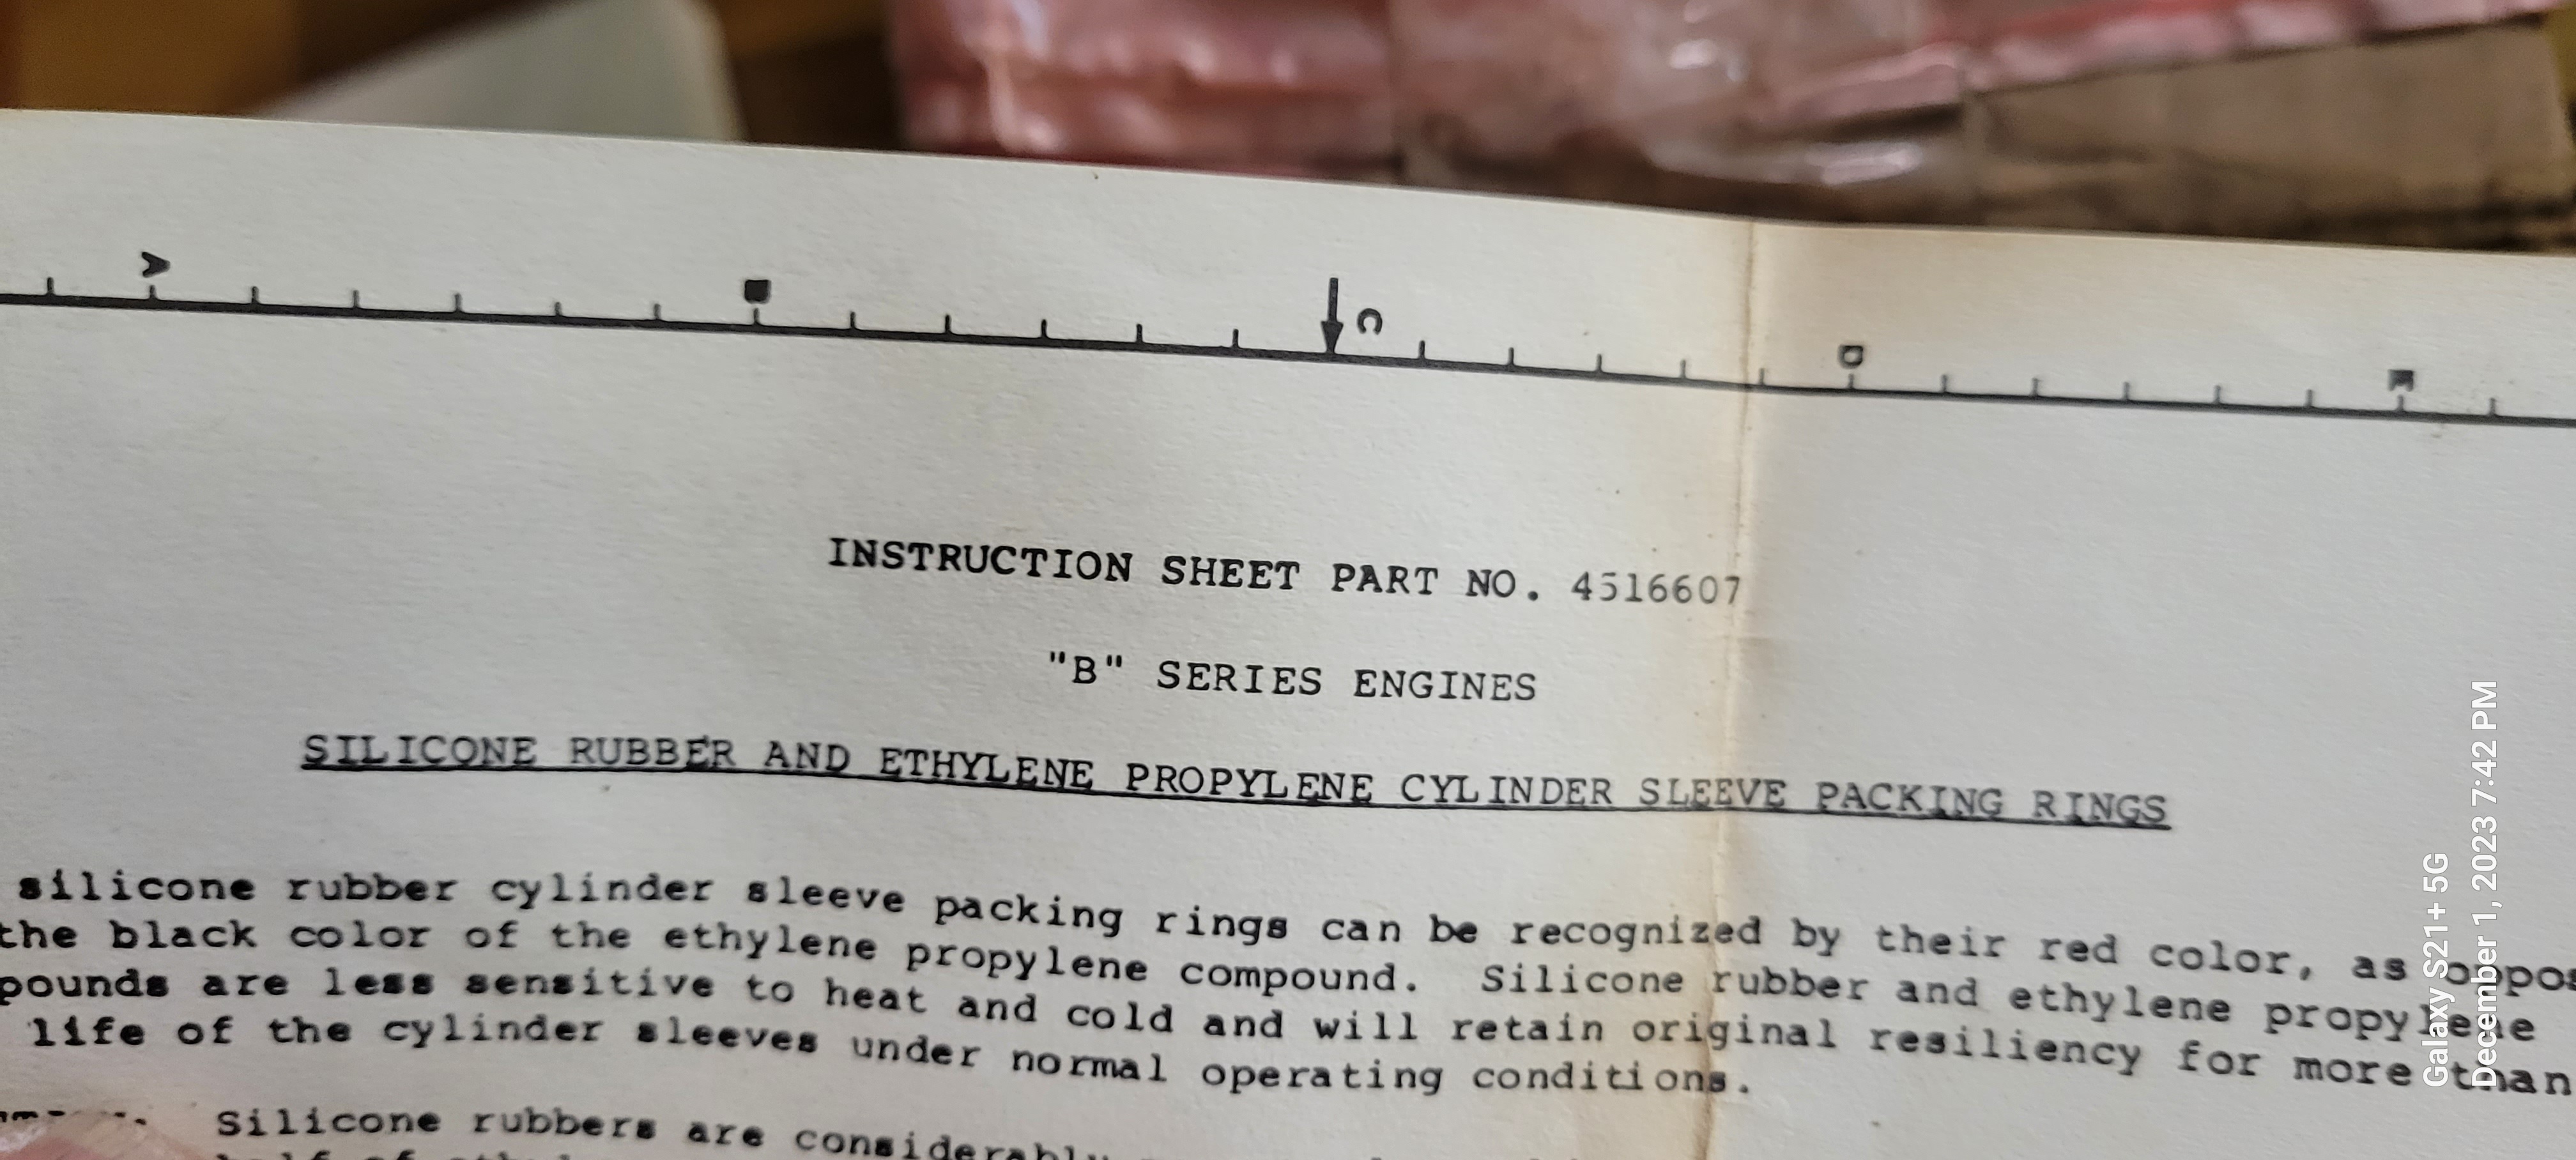 A B C D E
INSTRUCTION SHEET PART NO. 4516607
"B" SERIES ENGINES
SILICONE RUBBER AND ETHYLENE PROPYLENE CYLINDER SLEEVE PACKING RINGS
silicone rubber cylinder sleeve packing rings can be recognized by their red color, as oppos
the black color of the ethylene propylene compound. Silicone rubber and ethylene propylene
pounds are less sensitive to heat and cold and will retain original resiliency for more than
life of the cylinder sleeves under normal operating conditions.
Silicone rubbers are considerably
half of
Galaxy S21+ 5G
December 1, 2023 7:42 PM